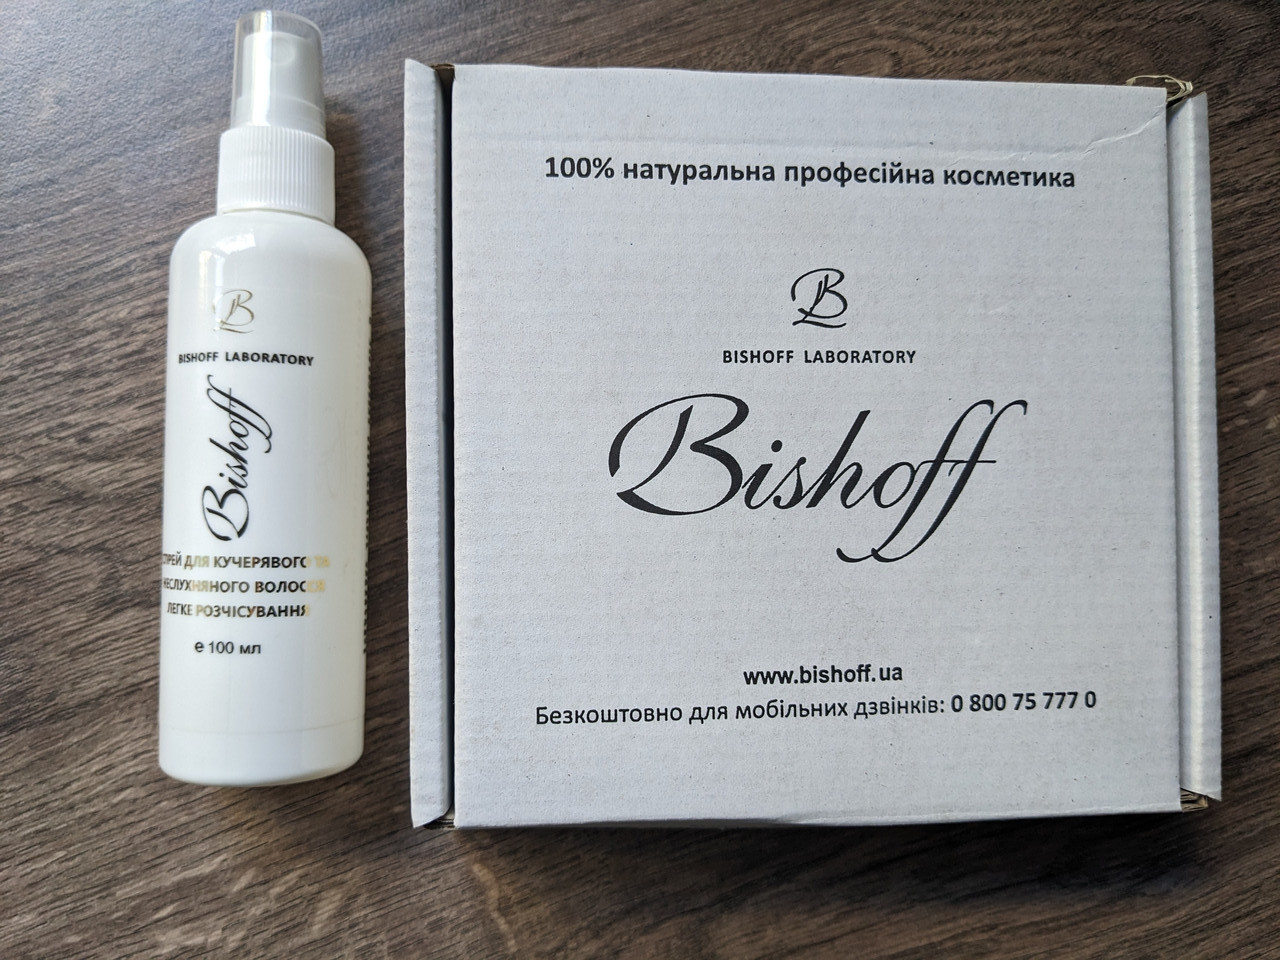 B
BISHOFF LABORATORY
Bishoff
СПРЕЙ ДЛЯ КУЧЕРЯВОГО ТА
НЕСЛУХНЯНОГО ВОЛОССЯ
ЛЕГКЕ РОЗЧІСУВАННЯ
e 100 мл
100% натуральна професійна косметика
B
BISHOFF LABORATORY
Bishoff
www.bishoff.ua
Безкоштовно для мобільних дзвінків: 0 800 75 777 0